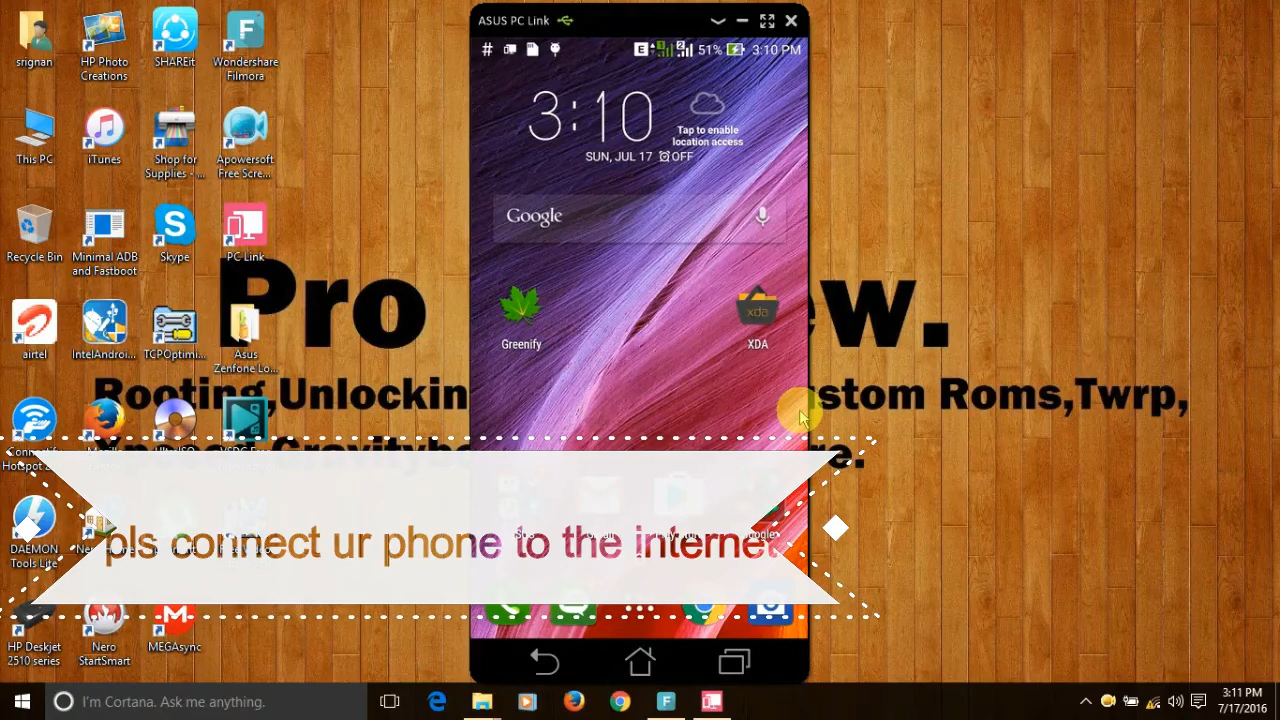 srignan
HP Photo
Creations
SHAREit
Wondershare
Filmora
This PC
iTunes
Shop for
Supplies - ...
Apowersoft
Free Scre...
Recycle Bin
Minimal ADB
and Fastboot
Skype
PC Link
airtel
IntelAndroi...
TCPOptimi...
Asus
Zenfone Lo...
DAEMON
Tools Lite
HP Deskjet
2510 series
Nero
StartSmart
MEGAsync
ASUS PC Link
51% 3:10 PM
3:10
Tap to enable
location access
SUN, JUL 17 OFF
Google
Greenify
xda
XDA
Pro ew.
Rooting,Unlocking ustom Roms,Twrp,
pls connect ur phone to the internet
I'm Cortana. Ask me anything.
3:11 PM
7/17/2016